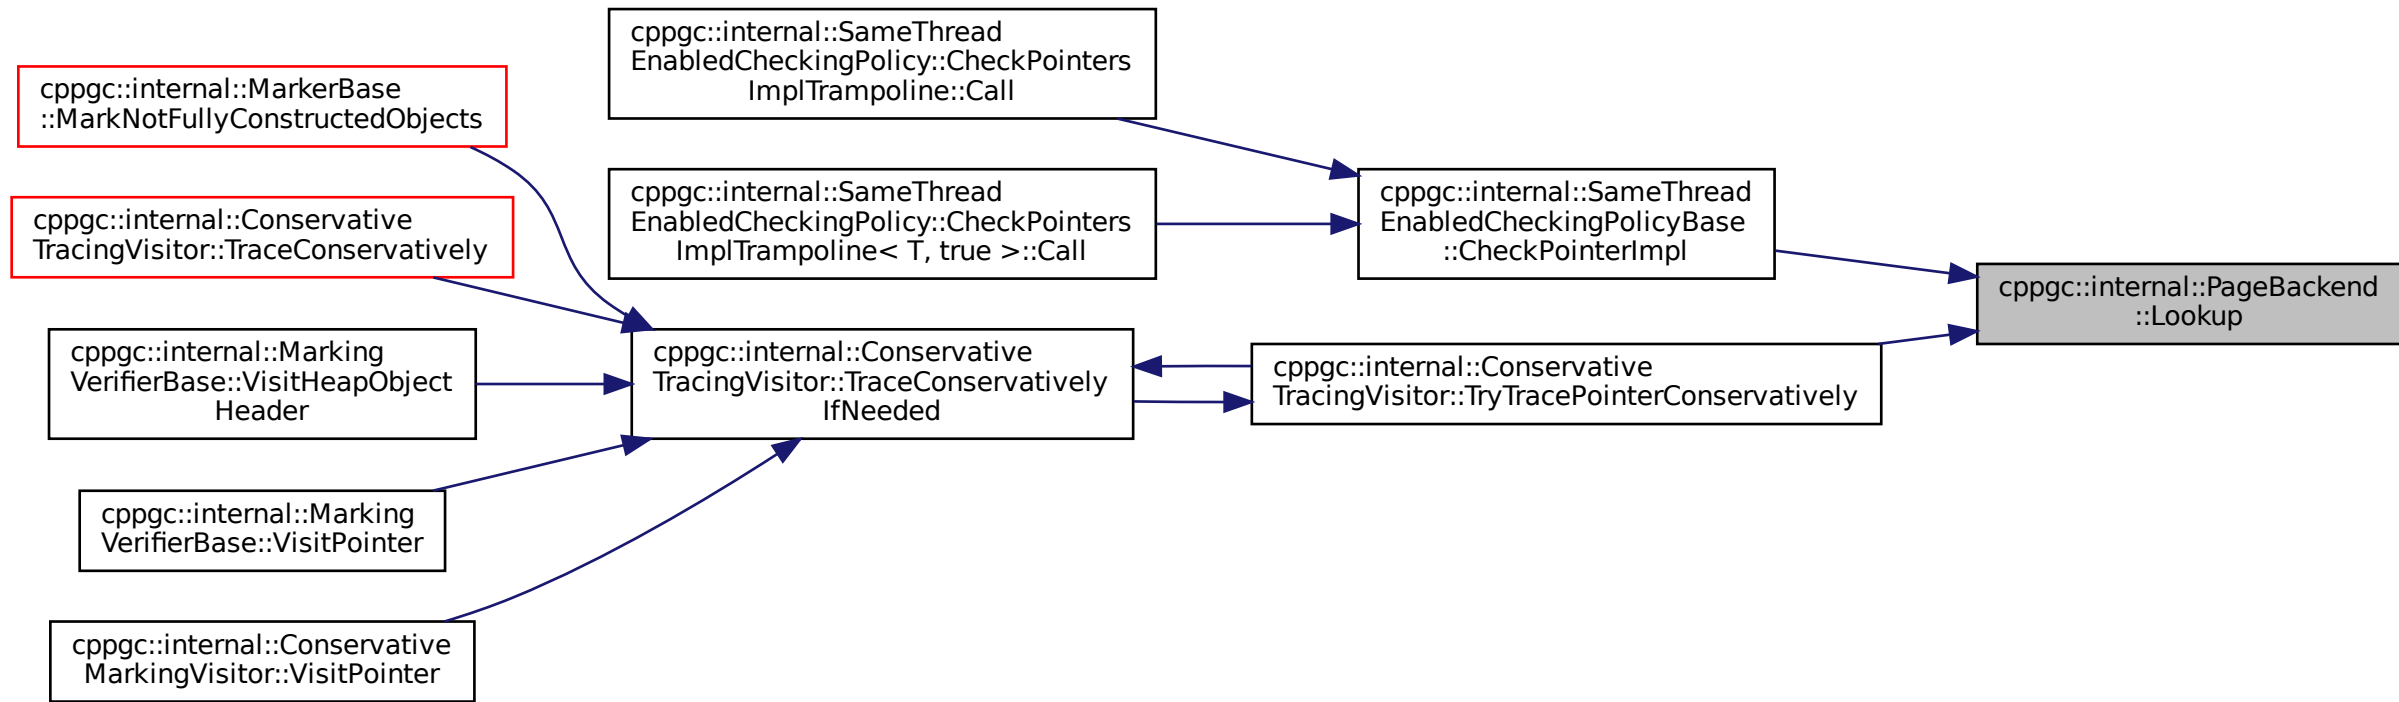 cppgc::internal::SameThread
EnabledCheckingPolicy::CheckPointers
ImplTrampoline::Call
cppgc::internal::MarkerBase
::MarkNotFullyConstructedObjects
cppgc::internal::SameThread
EnabledCheckingPolicy::CheckPointers
ImplTrampoline< T, true >::Call
cppgc::internal::SameThread
EnabledCheckingPolicyBase
::CheckPointerImpl
cppgc::internal::Conservative
TracingVisitor::TraceConservatively
cppgc::internal::PageBackend
::Lookup
cppgc::internal::Marking
VerifierBase::VisitHeapObject
Header
cppgc::internal::Conservative
TracingVisitor::TraceConservatively
IfNeeded
cppgc::internal::Conservative
TracingVisitor::TryTracePointerConservatively
cppgc::internal::Marking
VerifierBase::VisitPointer
cppgc::internal::Conservative
MarkingVisitor::VisitPointer